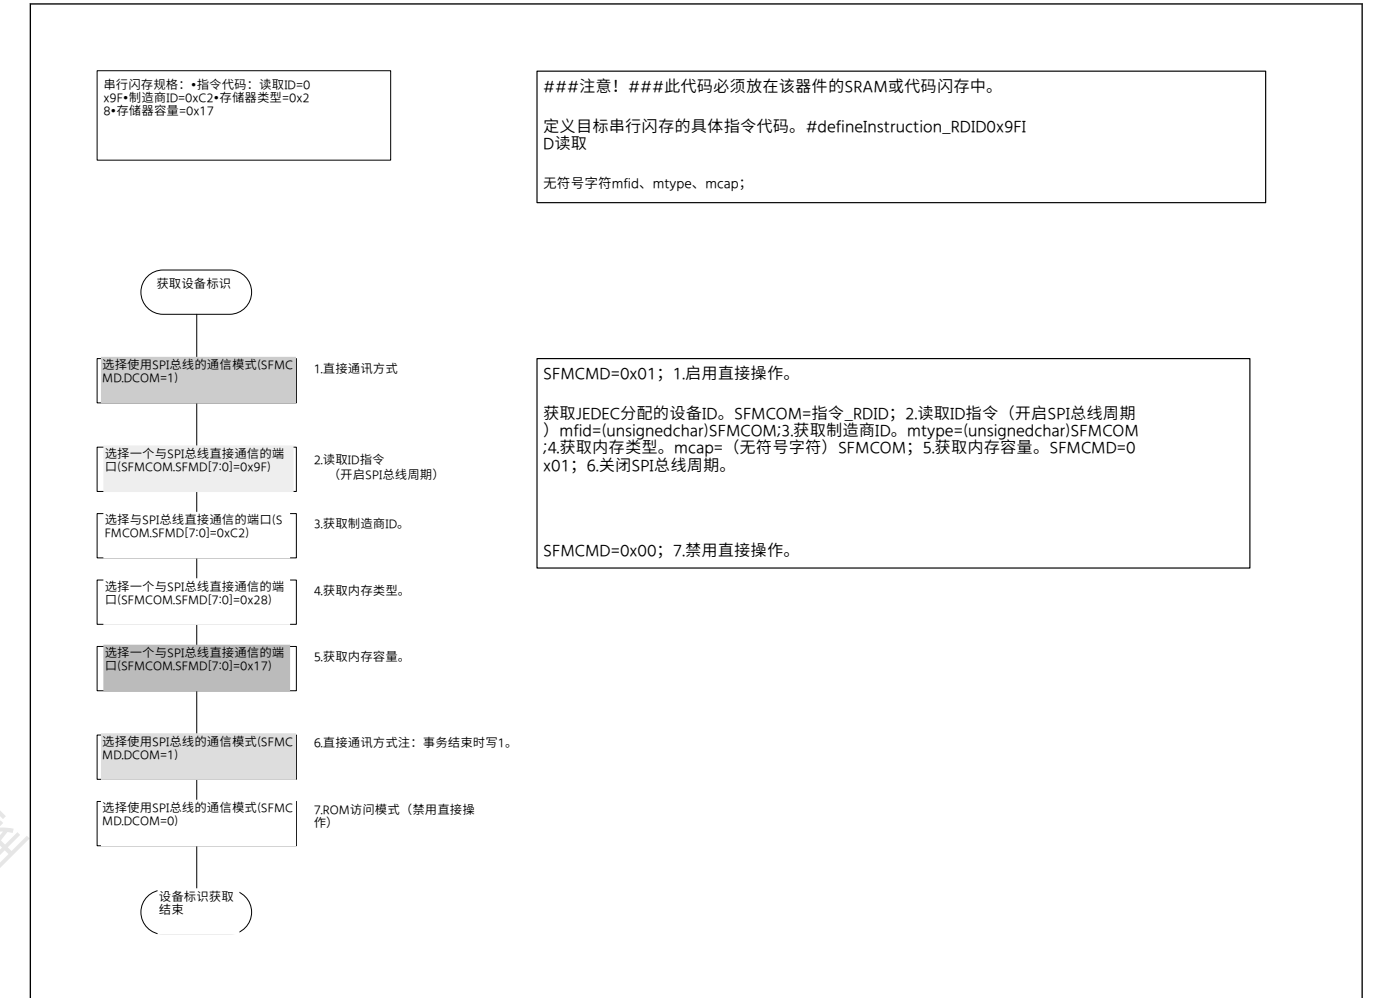 串行闪存规格：•指令代码：读取ID=0
x9F•制造商ID=0xC2•存储器类型=0x2
8•存储器容量=0x17
###注意！###此代码必须放在该器件的SRAM或代码闪存中。
定义目标串行闪存的具体指令代码。#defineInstruction_RDID0x9FI
D读取
无符号字符mfid、mtype、mcap；
获取设备标识
选择使用SPI总线的通信模式(SFMC
MD.DCOM=1)
1.直接通讯方式
选择一个与SPI总线直接通信的端
口(SFMCOM.SFMD[7:0]=0x9F)
2.读取ID指令
（开启SPI总线周期）
选择与SPI总线直接通信的端口(S
FMCOM.SFMD[7:0]=0xC2)
3.获取制造商ID。
选择一个与SPI总线直接通信的端
口(SFMCOM.SFMD[7:0]=0x28)
4.获取内存类型。
选择一个与SPI总线直接通信的端
口(SFMCOM.SFMD[7:0]=0x17)
5.获取内存容量。
选择使用SPI总线的通信模式(SFMC
MD.DCOM=1)
6.直接通讯方式注：事务结束时写1。
选择使用SPI总线的通信模式(SFMC
MD.DCOM=0)
7.ROM访问模式（禁用直接操
作）
设备标识获取
结束
SFMCMD=0x01；1.启用直接操作。
获取JEDEC分配的设备ID。SFMCOM=指令_RDID；2.读取ID指令（开启SPI总线周期
）mfid=(unsignedchar)SFMCOM;3.获取制造商ID。mtype=(unsignedchar)SFMCOM
;4.获取内存类型。mcap=（无符号字符）SFMCOM；5.获取内存容量。SFMCMD=0
x01；6.关闭SPI总线周期。
SFMCMD=0x00；7.禁用直接操作。